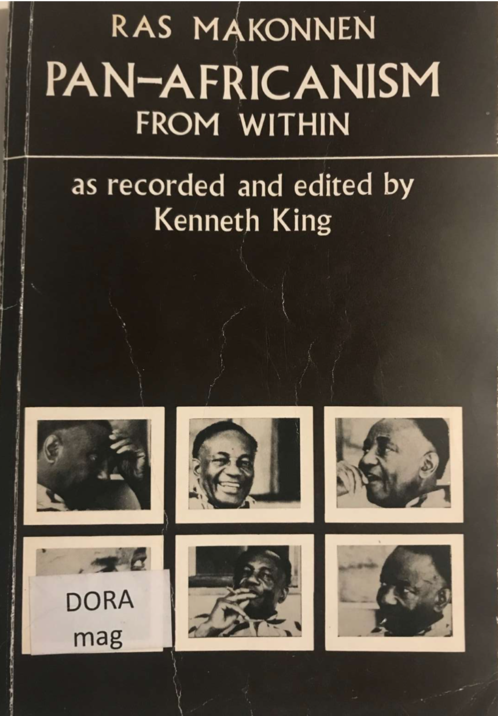 RAS MAKONNEN
PAN–AFRICANISM
FROM WITHIN
as recorded and edited by
Kenneth King
DORA
mag